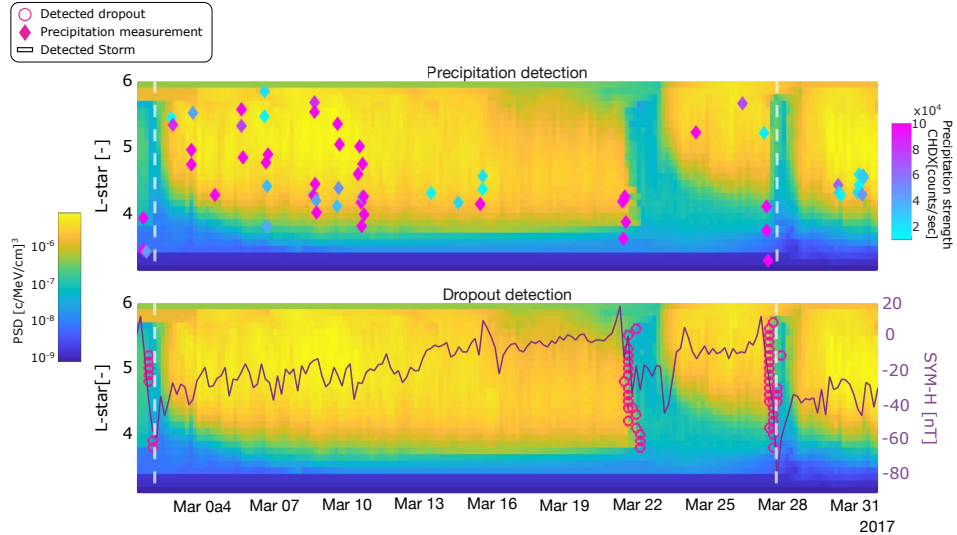 Detected dropout
Precipitation measurement
Detected Storm
Precipitation detection
6
5
4
L-star [-]
10 ×10⁴
8
6
4
2
Precipitation strength
CHDX[counts/sec]
PSD [c/MeV/cm]³
10⁻⁶
10⁻⁷
10⁻⁸
10⁻⁹
Dropout detection
6
5
4
L-star[-]
20
0
-20
-40
-60
-80
SYM-H [nT]
Mar 0a4 Mar 07 Mar 10 Mar 13 Mar 16 Mar 19 Mar 22 Mar 25 Mar 28 Mar 31
2017